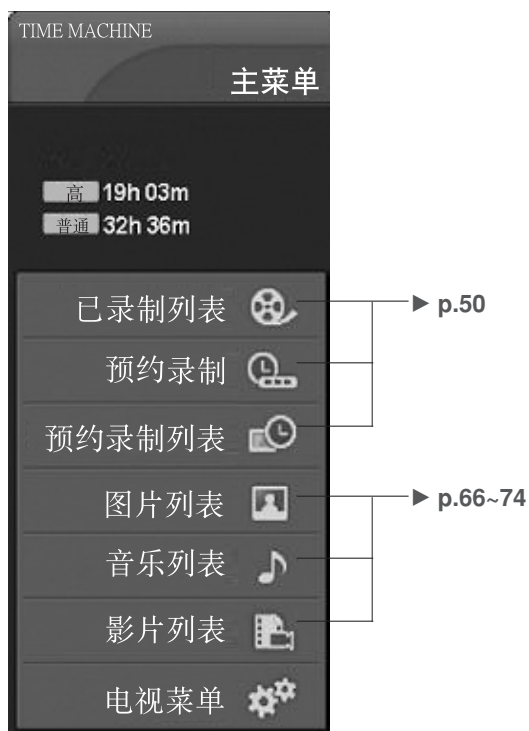 TIME MACHINE
主菜单
高 19h 03m
普通 32h 36m
已录制列表
► p.50
预约录制
预约录制列表
图片列表
► p.66~74
音乐列表
影片列表
电视菜单